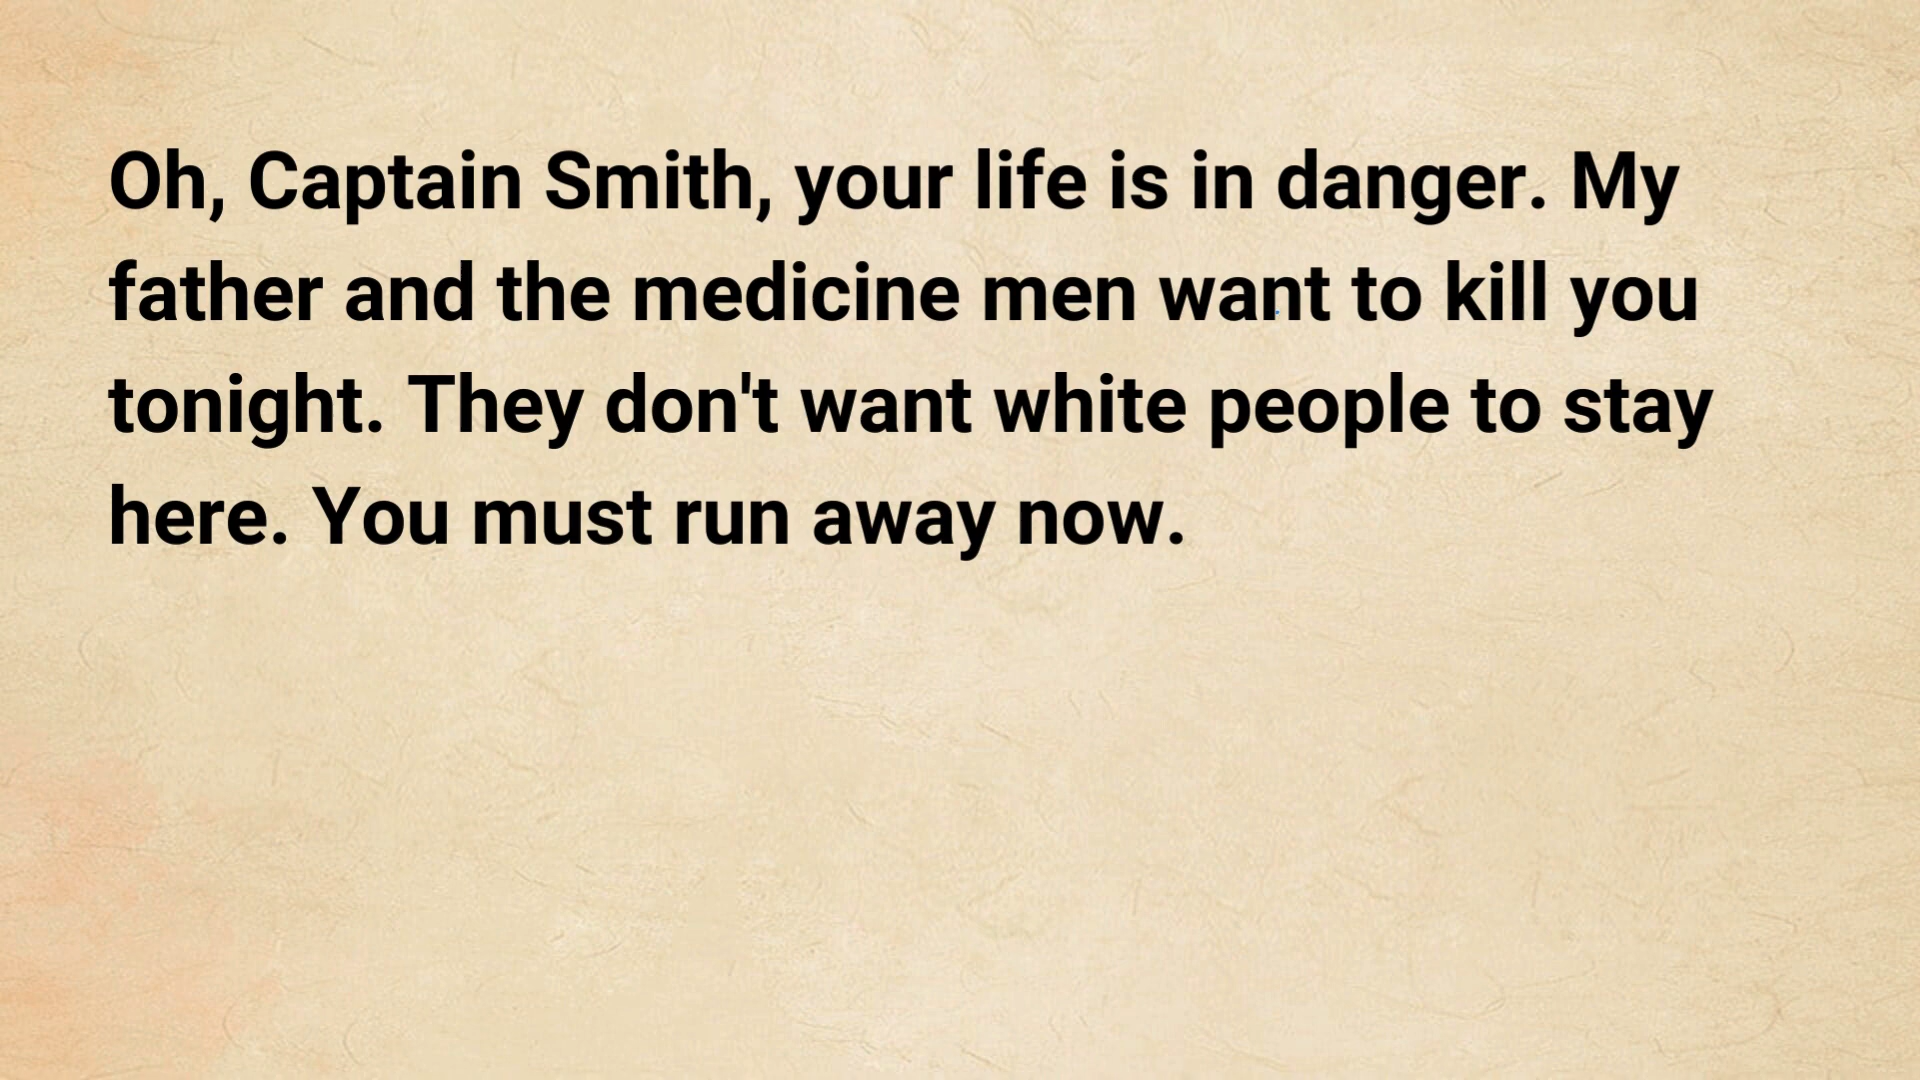 Oh, Captain Smith, your life is in danger. My
father and the medicine men want to kill you
tonight. They don't want white people to stay
here. You must run away now.